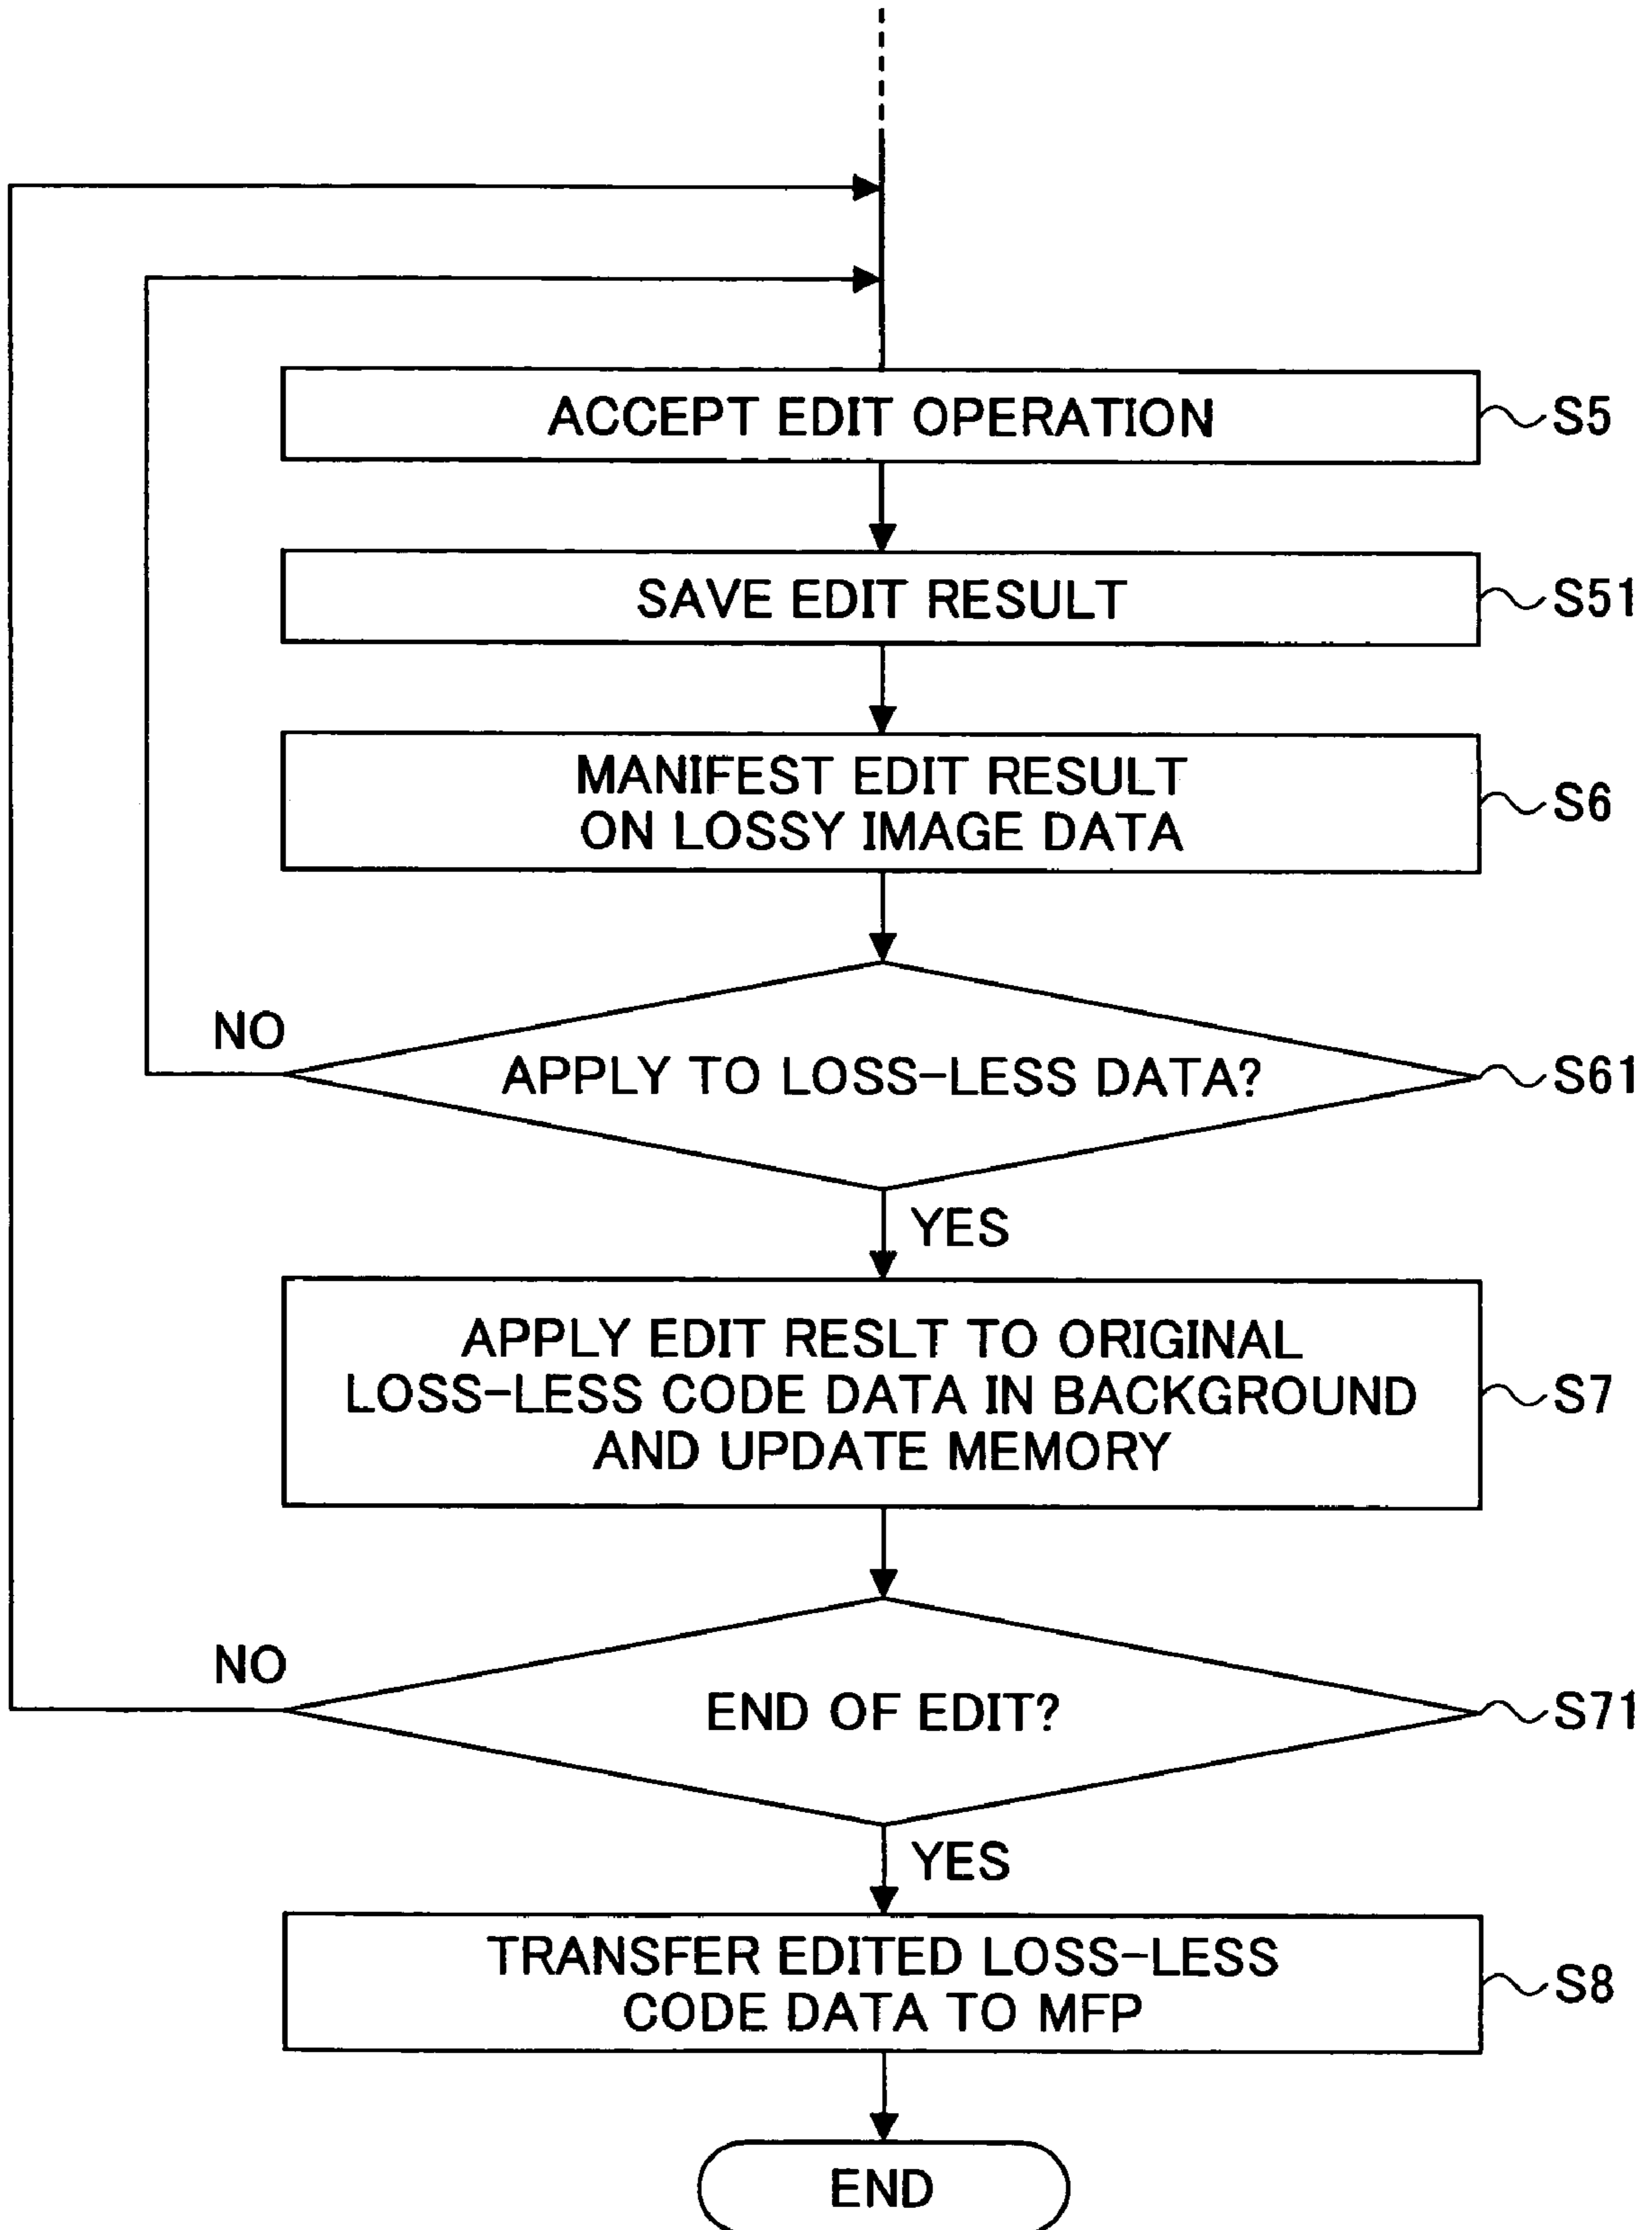 ACCEPT EDIT OPERATION
S5
SAVE EDIT RESULT
S51
MANIFEST EDIT RESULT
ON LOSSY IMAGE DATA
S6
NO
APPLY TO LOSS-LESS DATA?
S61
YES
APPLY EDIT RESLT TO ORIGINAL
LOSS-LESS CODE DATA IN BACKGROUND
AND UPDATE MEMORY
S7
NO
END OF EDIT?
S71
YES
TRANSFER EDITED LOSS-LESS
CODE DATA TO MFP
S8
END